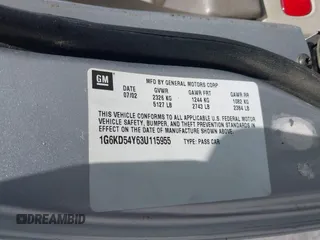 GM
MFG BY GENERAL MOTORS CORP
DATE GVWR GAWR FRT GAWR RR
07/02 2326 KG 1244 KG 1082 KG
5127 LB 2743 LB 2384 LB
THIS VEHICLE CONFORMS TO ALL APPLICABLE U.S. FEDERAL MOTOR
VEHICLE SAFETY, BUMPER, AND THEFT PREVENTION STANDARDS
IN EFFECT ON THE DATE OF MANUFACTURE SHOWN ABOVE.
1G6KD54Y63U115955 TYPE: PASS CAR
DREAMBID